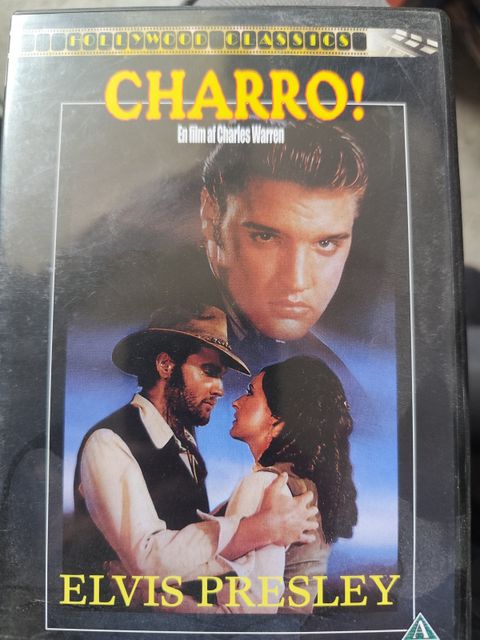 HOLLYWOOD CLASSICS
CHARRO!
En film af Charles Warren
ELVIS PRESLEY
A